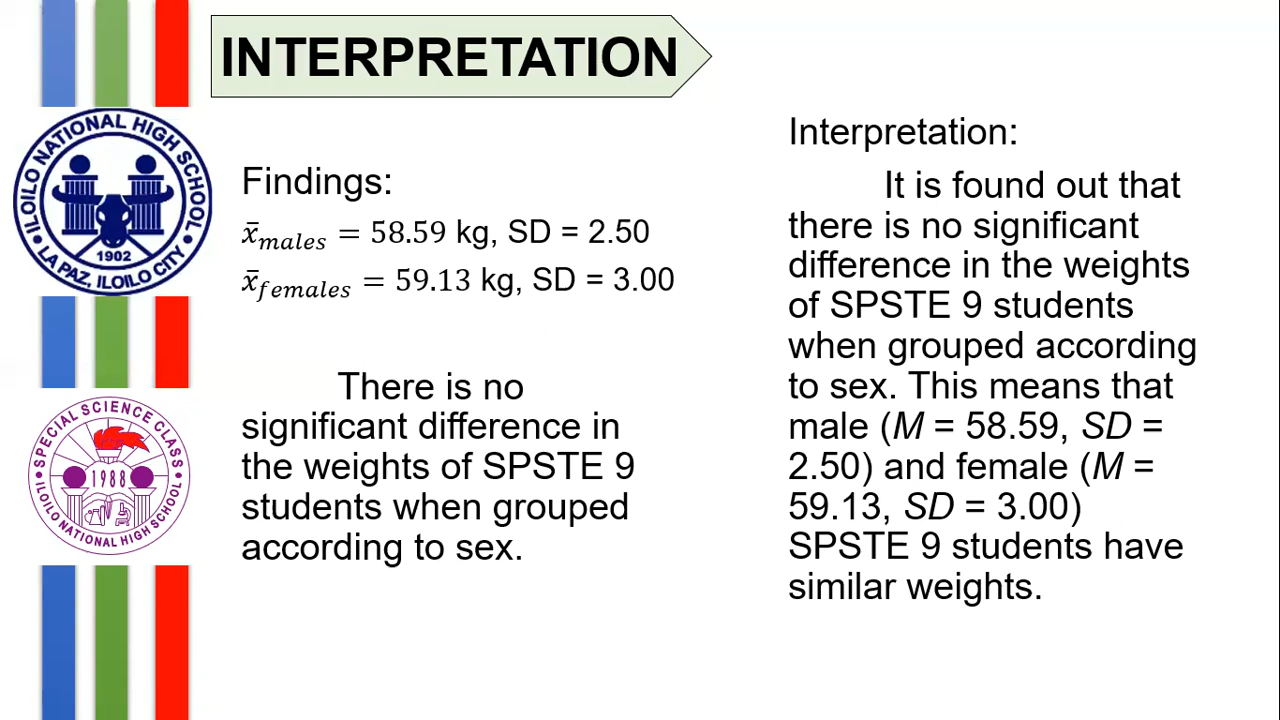 INTERPRETATION
ILOILO NATIONAL HIGH SCHOOL
1902
LA PAZ, ILOILO CITY
SPECIAL SCIENCE CLASS
1988
ILOILO NATIONAL HIGH SCHOOL
Findings:
x̄males = 58.59 kg, SD = 2.50
x̄females = 59.13 kg, SD = 3.00
There is no
significant difference in
the weights of SPSTE 9
students when grouped
according to sex.
Interpretation:
It is found out that
there is no significant
difference in the weights
of SPSTE 9 students
when grouped according
to sex. This means that
male (M = 58.59, SD =
2.50) and female (M =
59.13, SD = 3.00)
SPSTE 9 students have
similar weights.